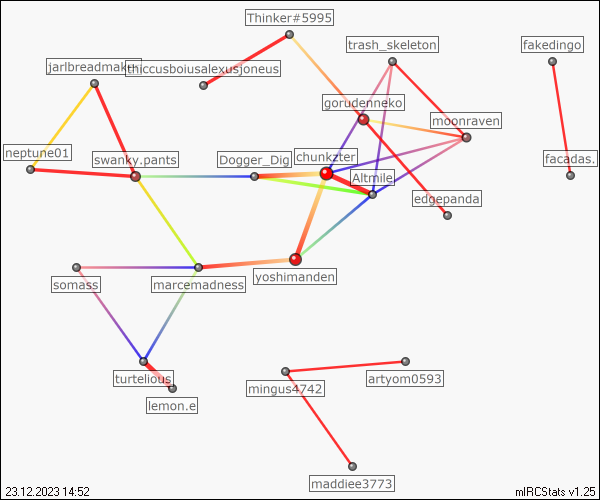 Thinker#5995
trash_skeleton
fakedingo
thiccusboiusalexusjoneus
gorudenneko
moonraven
neptune01
swanky.pants
Dogger_Dig
chunkzter
facadas.
Altmile
edgepanda
yoshimanden
somass
marcemadness
turtelious
mingus4742
artyom0593
lemon.e
maddiee3773
23.12.2023 14:52
mIRCStats v1.25